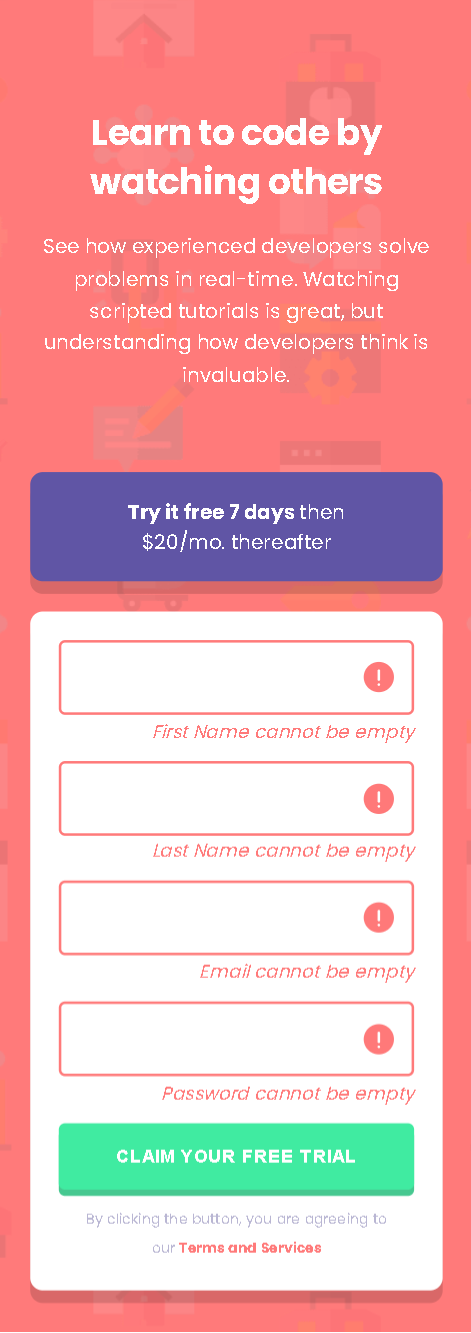 Learn to code by
watching others
See how experienced developers solve
problems in real-time. Watching
scripted tutorials is great, but
understanding how developers think is
invaluable.
Try it free 7 days then
$20/mo. thereafter
First Name cannot be empty
Last Name cannot be empty
Email cannot be empty
Password cannot be empty
CLAIM YOUR FREE TRIAL
By clicking the button, you are agreeing to
our Terms and Services